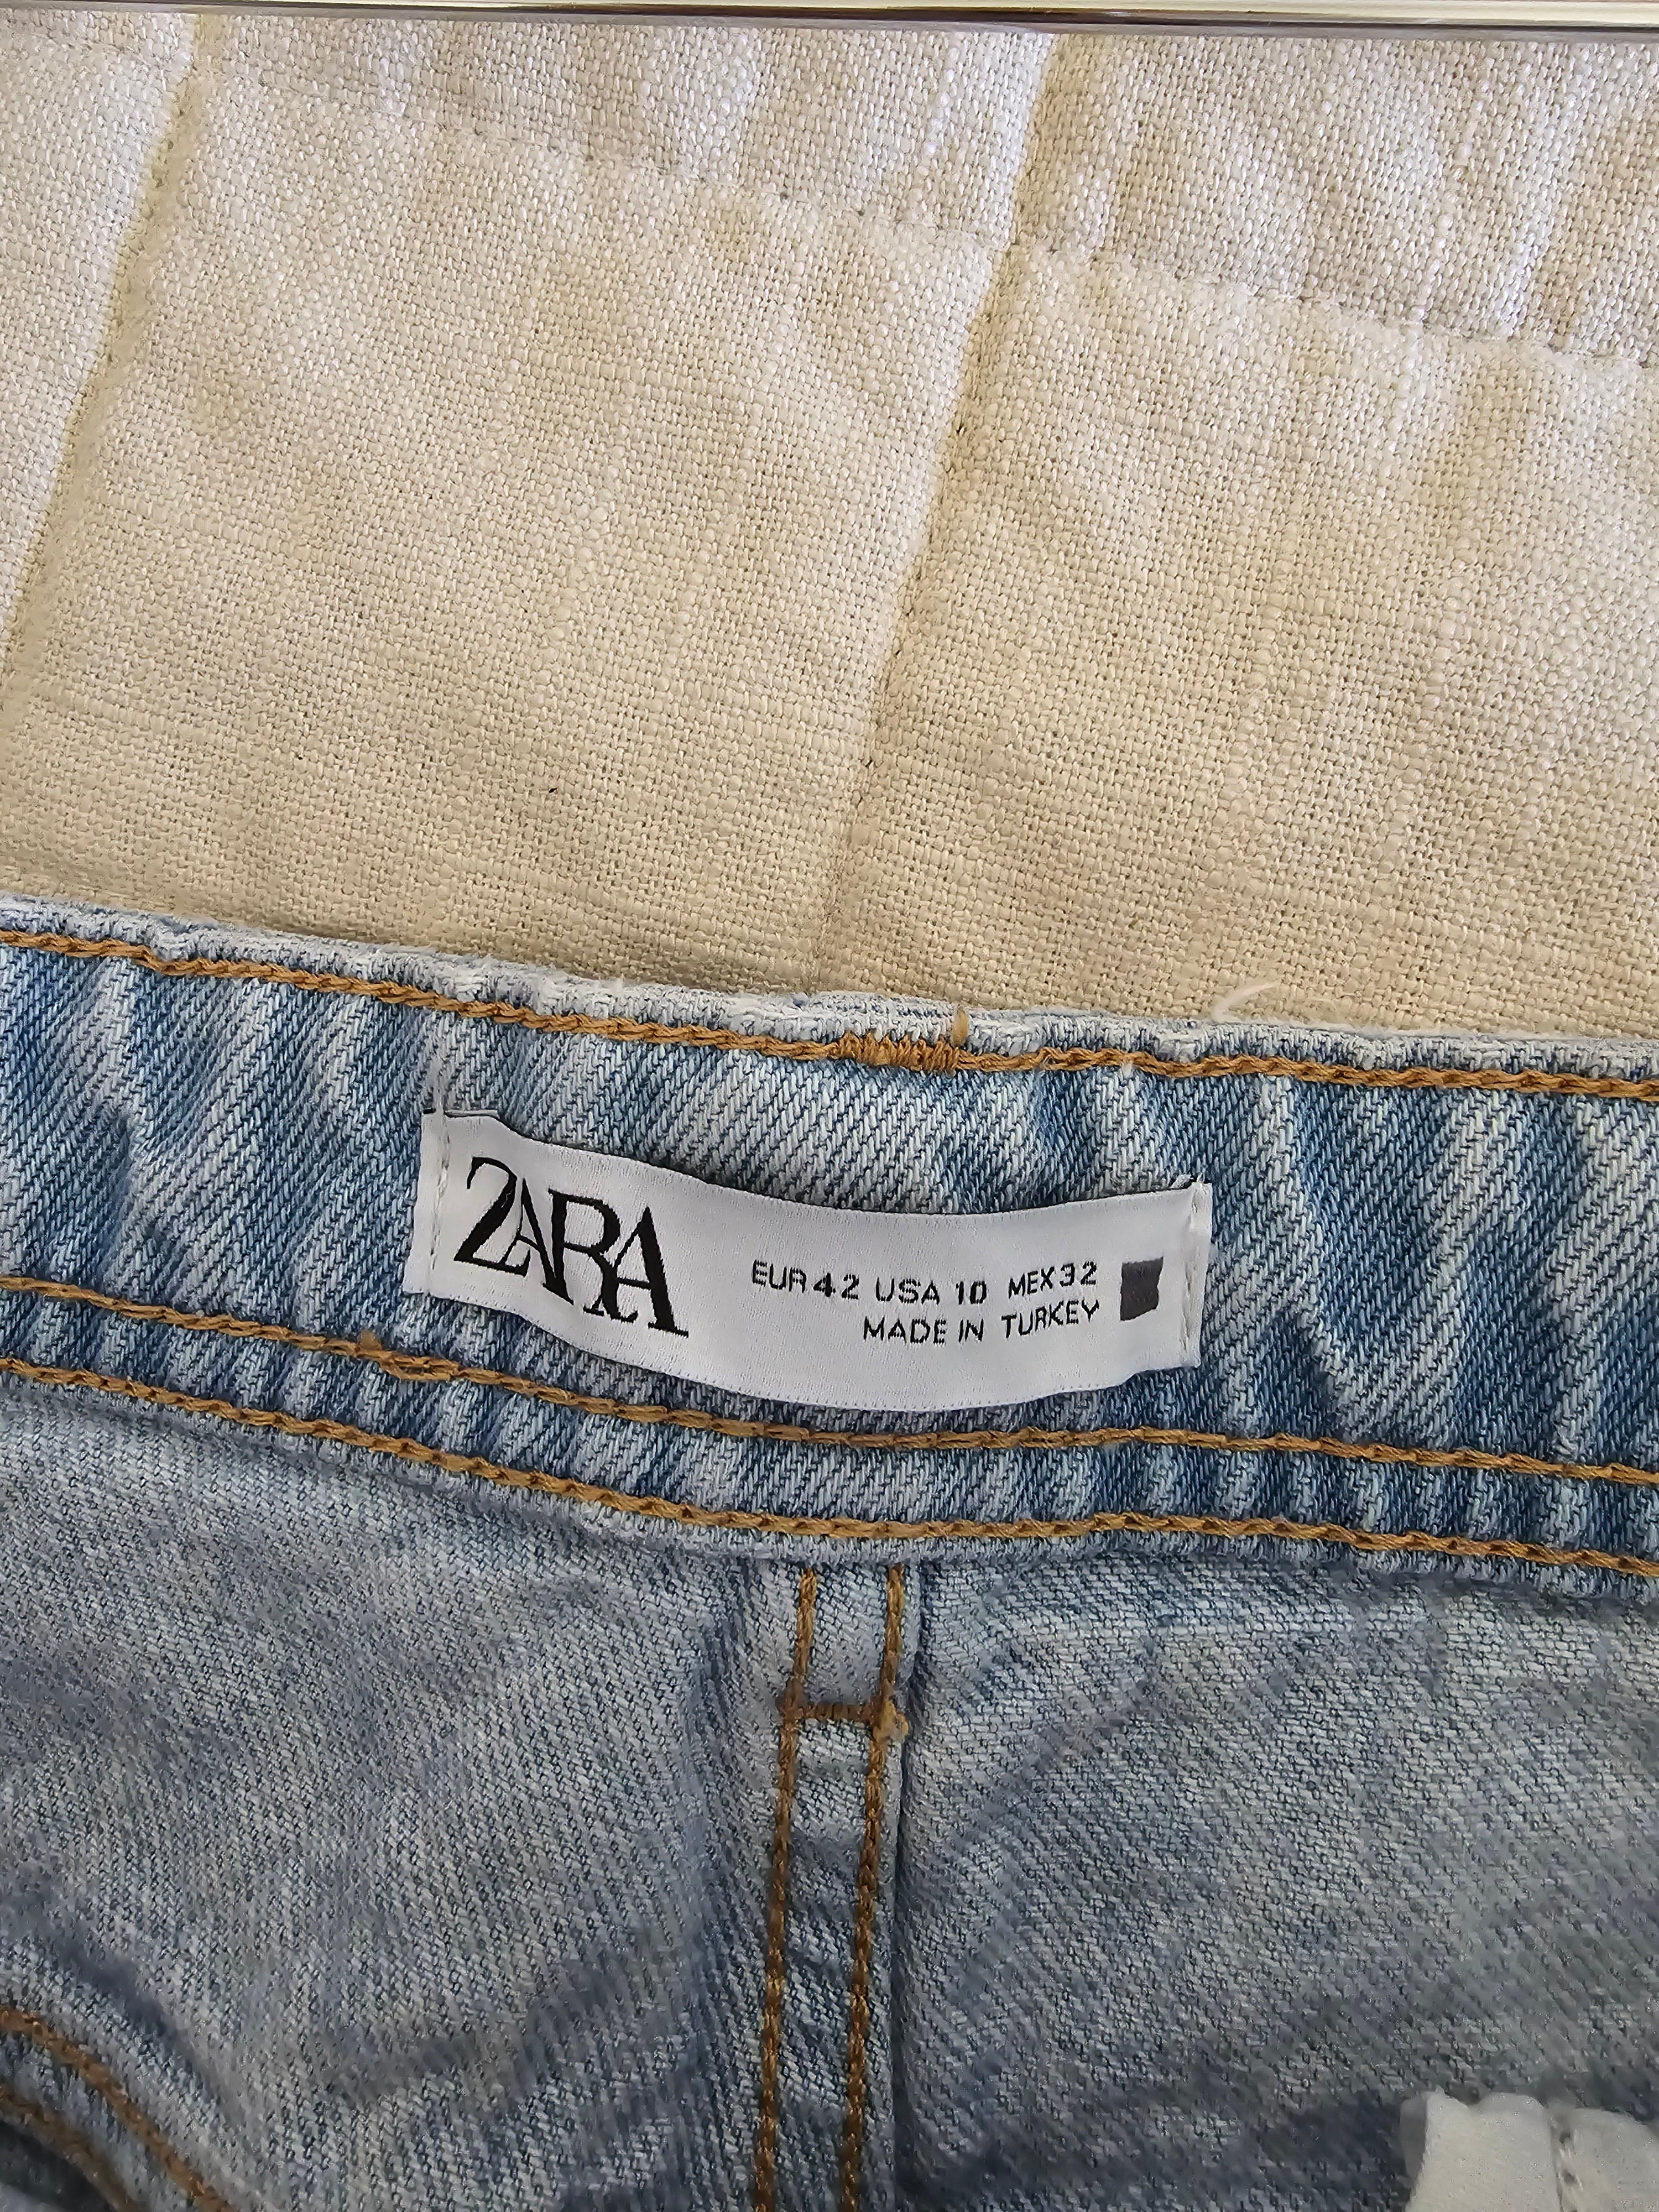 ZARA
EUR 42 USA 10 MEX 32
MADE IN TURKEY